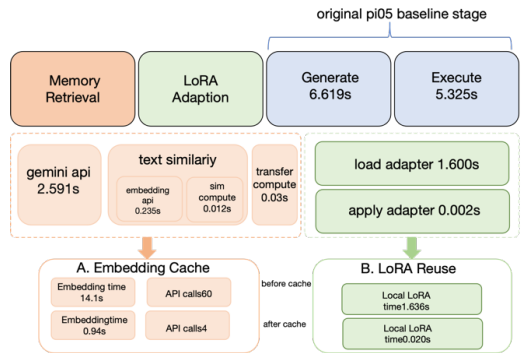 original pi05 baseline stage
Memory
Retrieval
LoRA
Adaption
Generate
6.619s
Execute
5.325s
gemini api
2.591s
text similariy
embedding
api
0.235s
sim
compute
0.012s
transfer
compute
0.03s
load adapter 1.600s
apply adapter 0.002s
A. Embedding Cache
Embedding time
14.1s
API calls60
Embeddingtime
0.94s
API calls4
before cache
after cache
B. LoRA Reuse
Local LoRA
time1.636s
Local LoRA
time0.020s